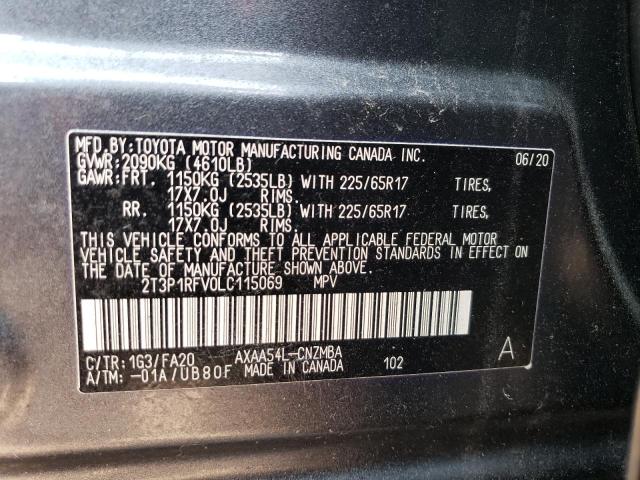 MFD.BY:TOYOTA MOTOR MANUFACTURING CANADA INC. 06/20
GVWR:2090KG (4610LB)
GAWR:FRT. 1150KG (2535LB) WITH 225/65R17 TIRES,
17X7.0J RIMS.
RR. 1150KG (2535LB) WITH 225/65R17 TIRES,
17X7.0J RIMS.
THIS VEHICLE CONFORMS TO ALL APPLICABLE FEDERAL MOTOR
VEHICLE SAFETY AND THEFT PREVENTION STANDARDS IN EFFECT ON
THE DATE OF MANUFACTURE SHOWN ABOVE.
2T3P1RFV0LC115069 MPV
C/TR:1G3/FA20 AXAA54L-CNZMBA A
A/TM:-01A/UB80F MADE IN CANADA 102